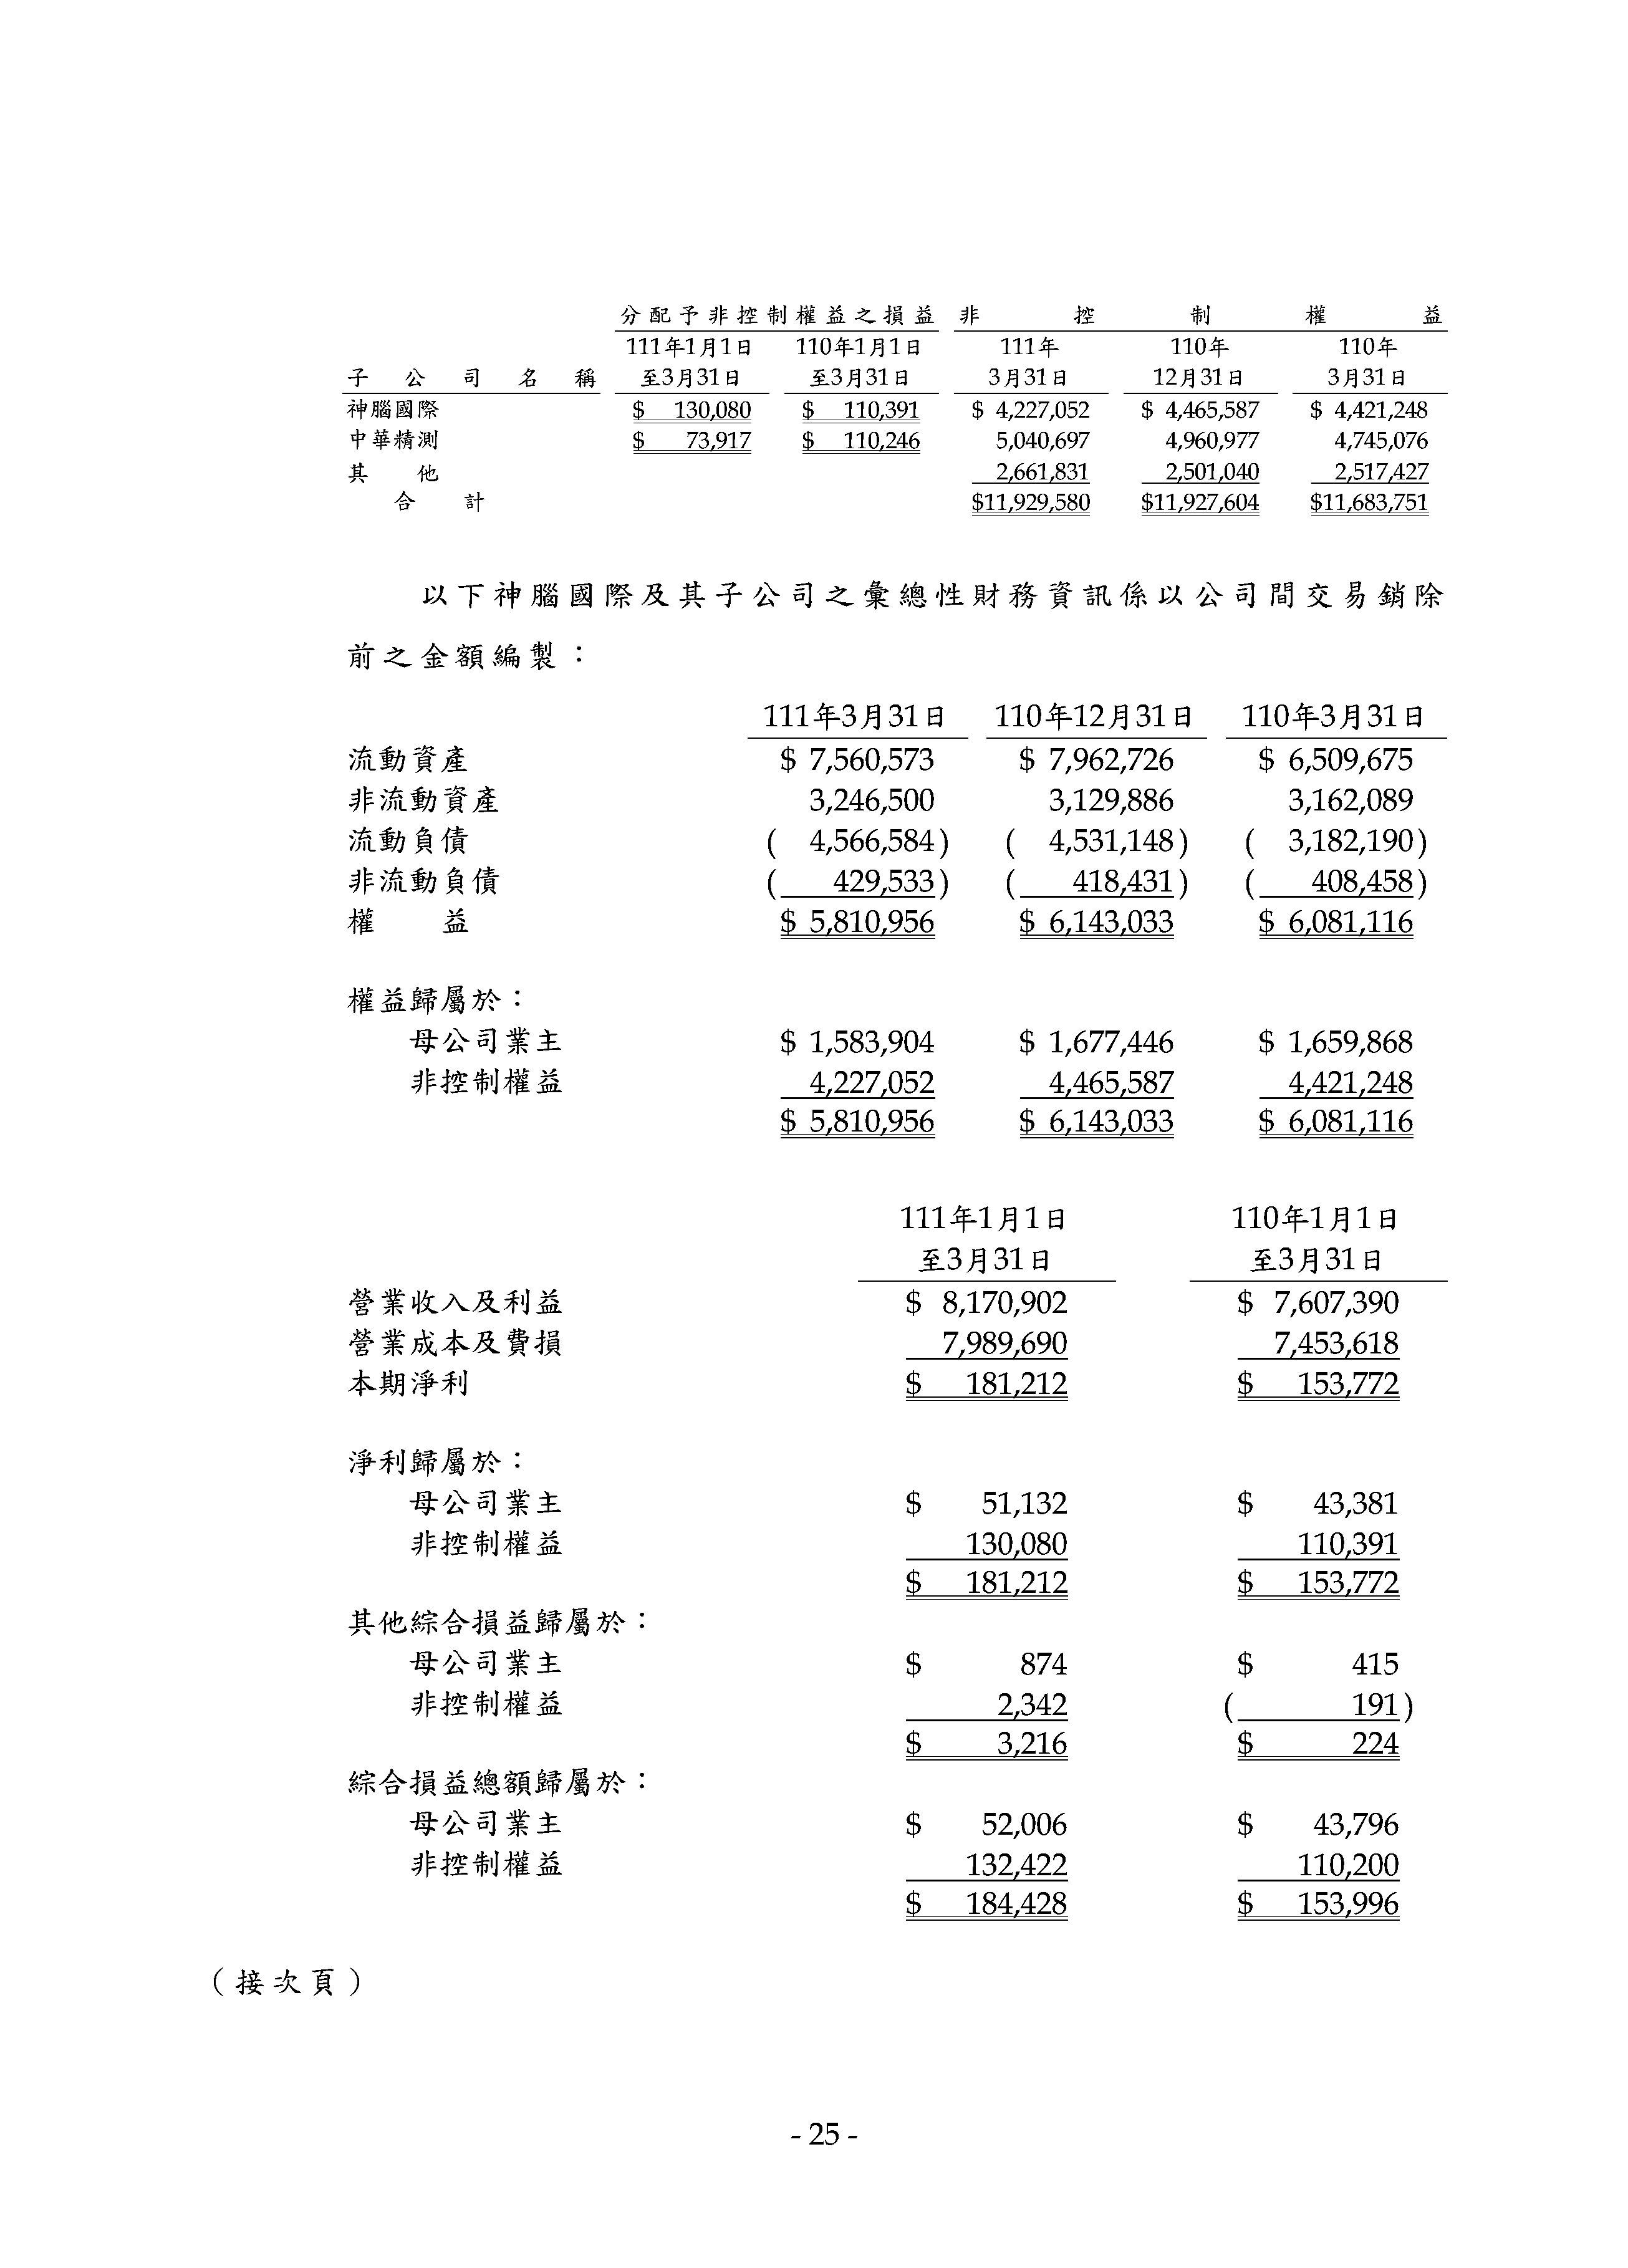 分配予非控制權益之損益 非控制權益
111年1月1日 110年1月1日 111年 110年 110年
子公司名稱 至3月31日 至3月31日 3月31日 12月31日 3月31日
神腦國際 $ 130,080 $ 110,391 $ 4,227,052 $ 4,465,587 $ 4,421,248
中華精測 $ 73,917 $ 110,246 5,040,697 4,960,977 4,745,076
其他 2,661,831 2,501,040 2,517,427
合計 $11,929,580 $11,927,604 $11,683,751
以下神腦國際及其子公司之彙總性財務資訊係以公司間交易銷除
前之金額編製：
111年3月31日 110年12月31日 110年3月31日
流動資產 $ 7,560,573 $ 7,962,726 $ 6,509,675
非流動資產 3,246,500 3,129,886 3,162,089
流動負債 ( 4,566,584) ( 4,531,148) ( 3,182,190)
非流動負債 ( 429,533) ( 418,431) ( 408,458)
權益 $ 5,810,956 $ 6,143,033 $ 6,081,116
權益歸屬於：
母公司業主 $ 1,583,904 $ 1,677,446 $ 1,659,868
非控制權益 4,227,052 4,465,587 4,421,248
$ 5,810,956 $ 6,143,033 $ 6,081,116
111年1月1日 110年1月1日
至3月31日 至3月31日
營業收入及利益 $ 8,170,902 $ 7,607,390
營業成本及費損 7,989,690 7,453,618
本期淨利 $ 181,212 $ 153,772
淨利歸屬於：
母公司業主 $ 51,132 $ 43,381
非控制權益 130,080 110,391
$ 181,212 $ 153,772
其他綜合損益歸屬於：
母公司業主 $ 874 $ 415
非控制權益 2,342 ( 191)
$ 3,216 $ 224
綜合損益總額歸屬於：
母公司業主 $ 52,006 $ 43,796
非控制權益 132,422 110,200
$ 184,428 $ 153,996
（接次頁）
- 25 -